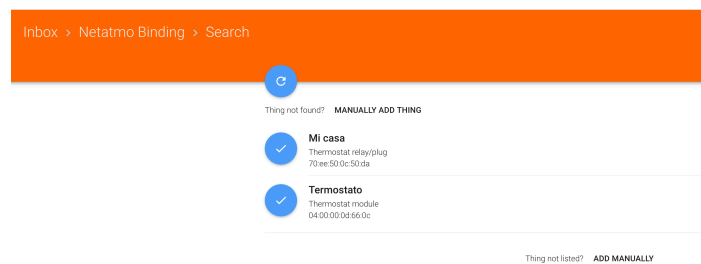 Inbox > Netatmo Binding > Search
Thing not found? MANUALLY ADD THING
Mi casa
Thermostat relay/plug
70:ee:50:0c:50:da
Termostato
Thermostat module
04:00:00:0d:66:0c
Thing not listed? ADD MANUALLY